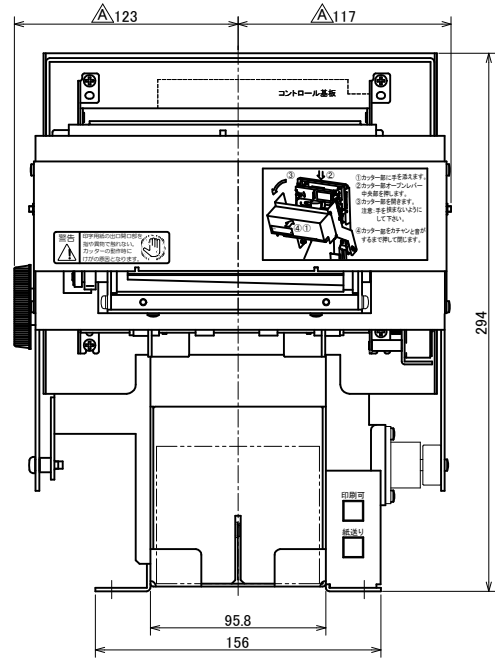 A 123
A 117
コントロール基板
③
②
④①
①カッター部に手を添えます。
②カッター部オープンレバー
中央部を押します。
③カッター部を開きます。
注意:手を挟まないように
して下さい。
④カッター部をカチャンと音が
するまで押して閉じます。
警告
印字用紙の出口開口部を
指や異物で触れない。
カッターの動作時に
けがの原因となります。
294
印刷可
紙送り
95.8
156